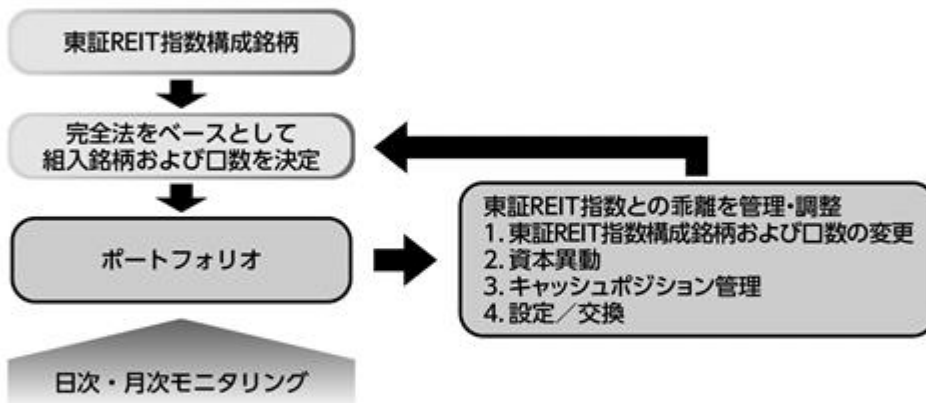 東証REIT指数構成銘柄
完全法をベースとして
組入銘柄および口数を決定
ポートフォリオ
東証REIT指数との乖離を管理・調整
1. 東証REIT指数構成銘柄および口数の変更
2. 資本異動
3. キャッシュポジション管理
4. 設定／交換
日次・月次モニタリング